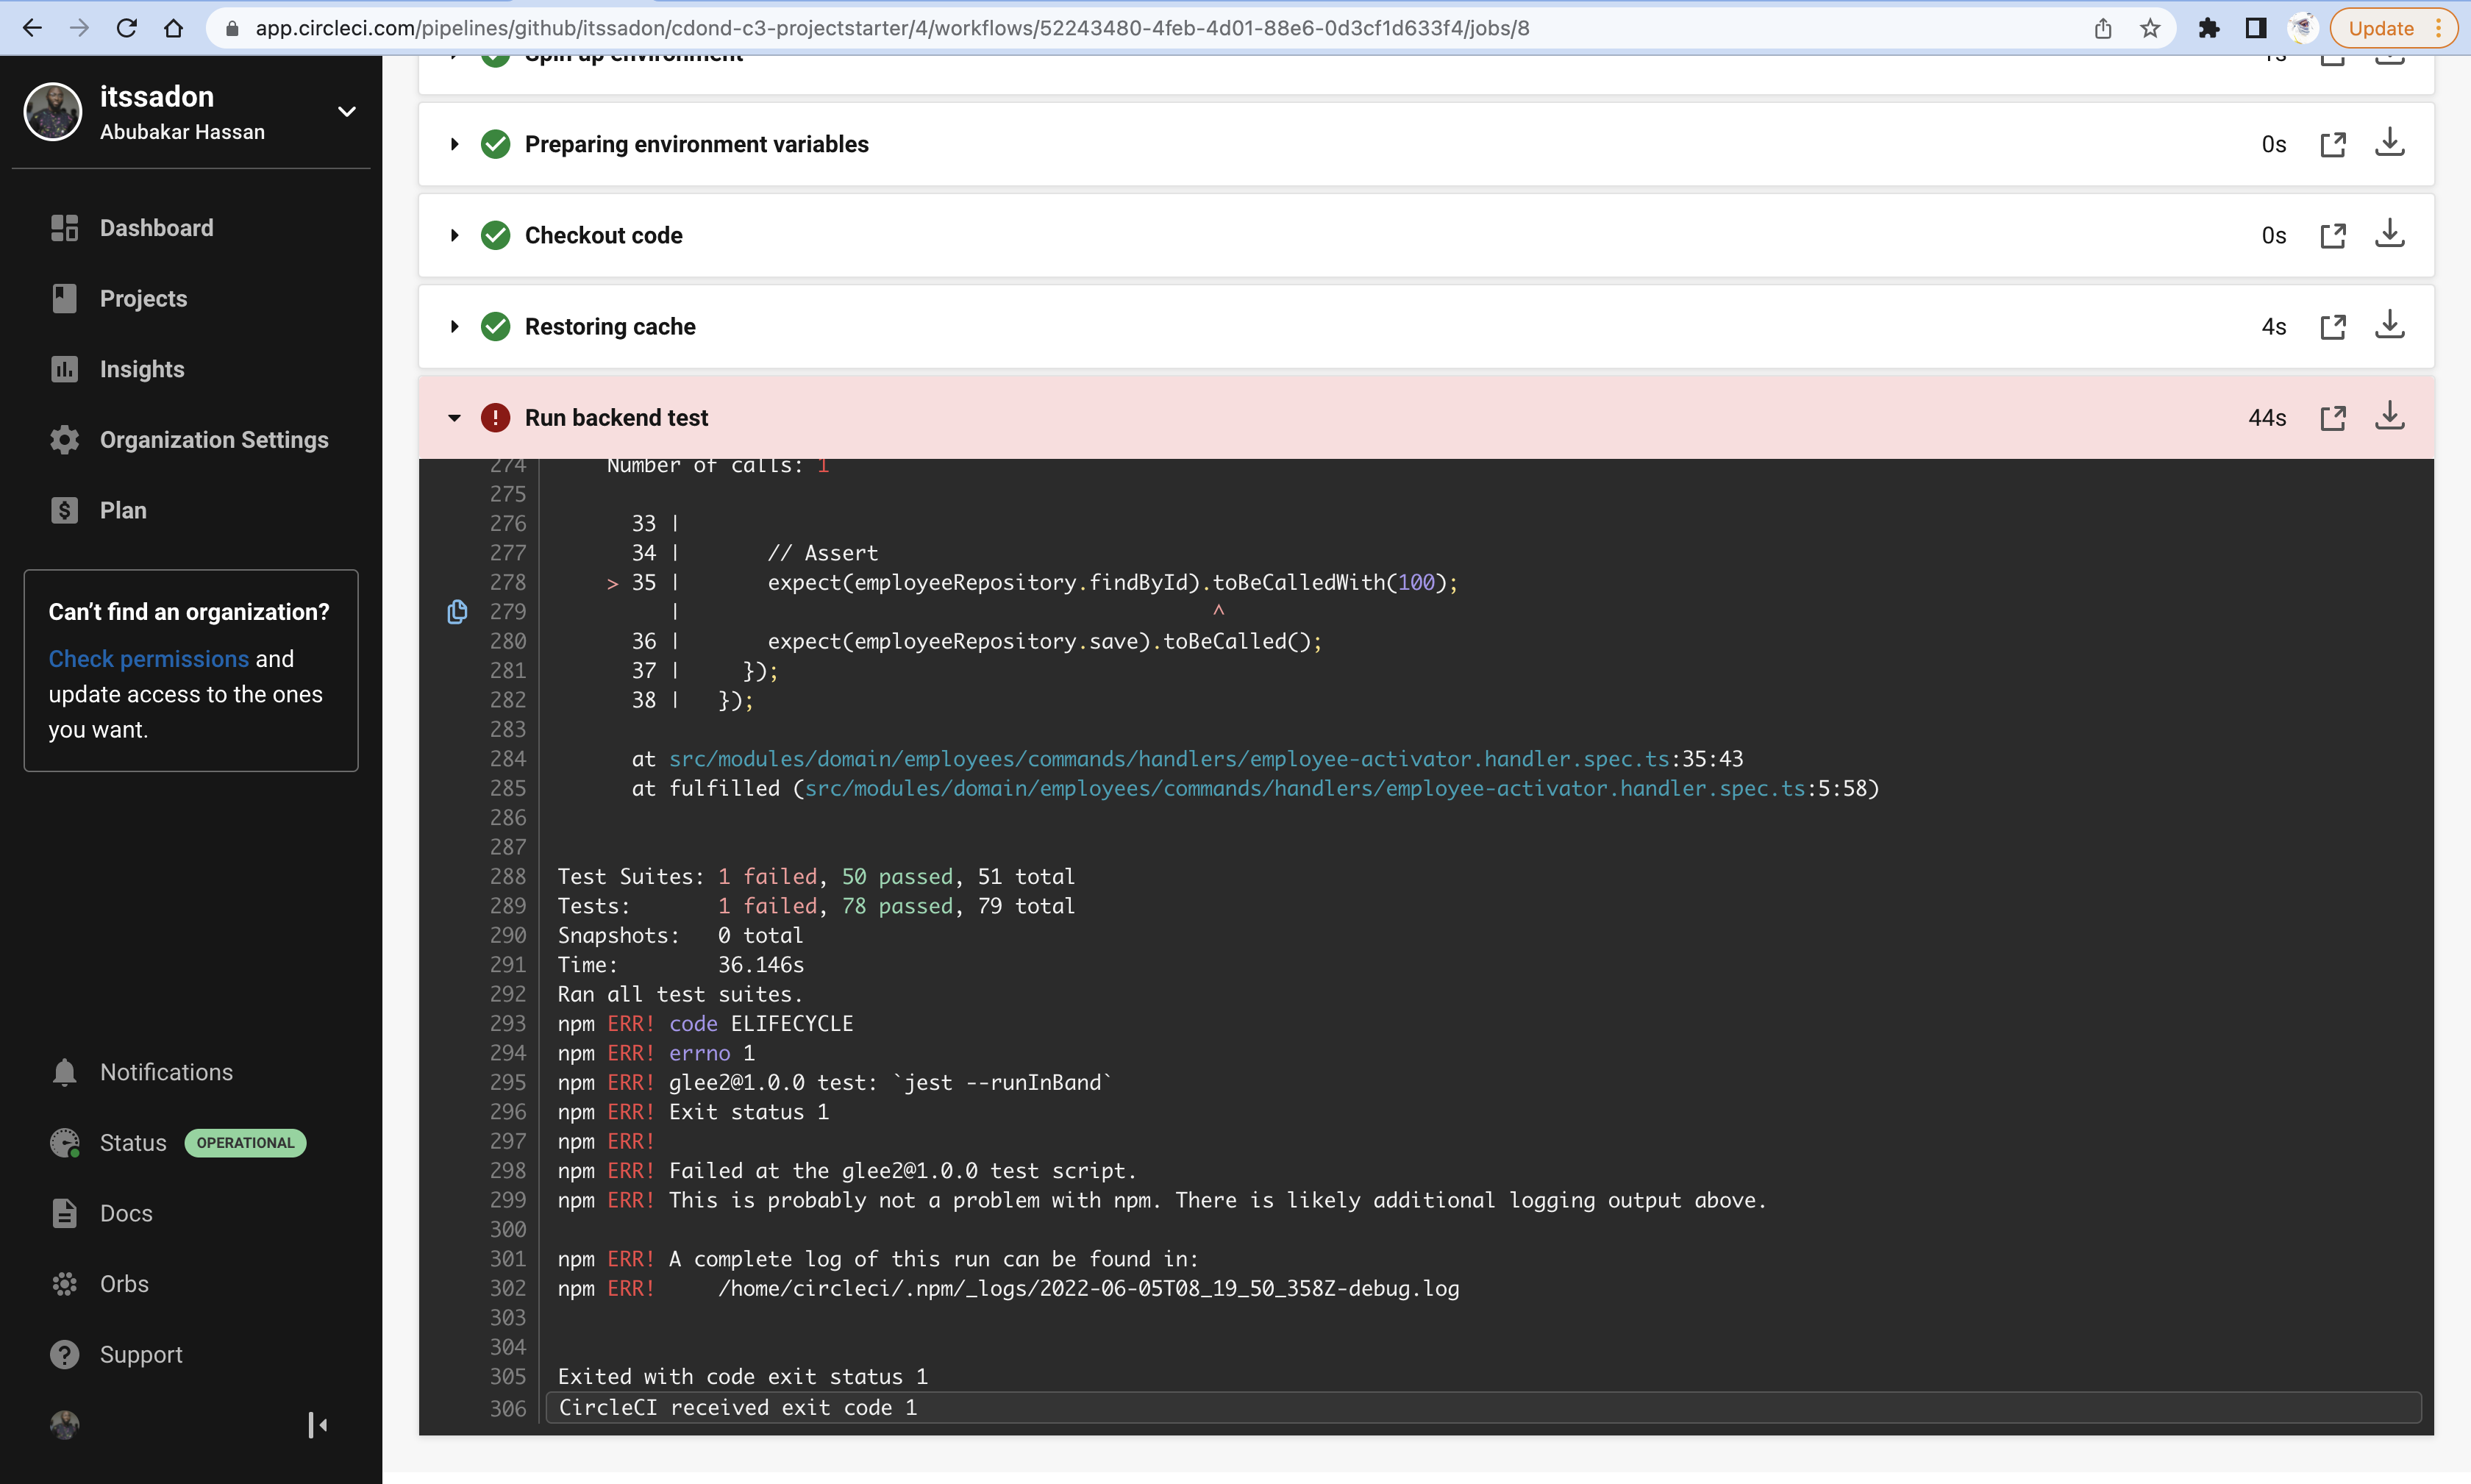 app.circleci.com/pipelines/github/itssadon/cdond-c3-projectstarter/4/workflows/52243480-4feb-4d01-88e6-0d3cf1d633f4/jobs/8
Update
itssadon
Abubakar Hassan
Dashboard
Projects
Insights
Organization Settings
Plan
Can't find an organization?
Check permissions and
update access to the ones
you want.
Notifications
Status OPERATIONAL
Docs
Orbs
Support
Spin up environment 1s
Preparing environment variables 0s
Checkout code 0s
Restoring cache 4s
Run backend test 44s
274 Number of calls: 1
275
276 33 |
277 34 | // Assert
278 > 35 | expect(employeeRepository.findById).toBeCalledWith(100);
279 | ^
280 36 | expect(employeeRepository.save).toBeCalled();
281 37 | });
282 38 | });
283
284 at src/modules/domain/employees/commands/handlers/employee-activator.handler.spec.ts:35:43
285 at fulfilled (src/modules/domain/employees/commands/handlers/employee-activator.handler.spec.ts:5:58)
286
287
288 Test Suites: 1 failed, 50 passed, 51 total
289 Tests: 1 failed, 78 passed, 79 total
290 Snapshots: 0 total
291 Time: 36.146s
292 Ran all test suites.
293 npm ERR! code ELIFECYCLE
294 npm ERR! errno 1
295 npm ERR! glee2@1.0.0 test: `jest --runInBand`
296 npm ERR! Exit status 1
297 npm ERR!
298 npm ERR! Failed at the glee2@1.0.0 test script.
299 npm ERR! This is probably not a problem with npm. There is likely additional logging output above.
300
301 npm ERR! A complete log of this run can be found in:
302 npm ERR! /home/circleci/.npm/_logs/2022-06-05T08_19_50_358Z-debug.log
303
304
305 Exited with code exit status 1
306 CircleCI received exit code 1